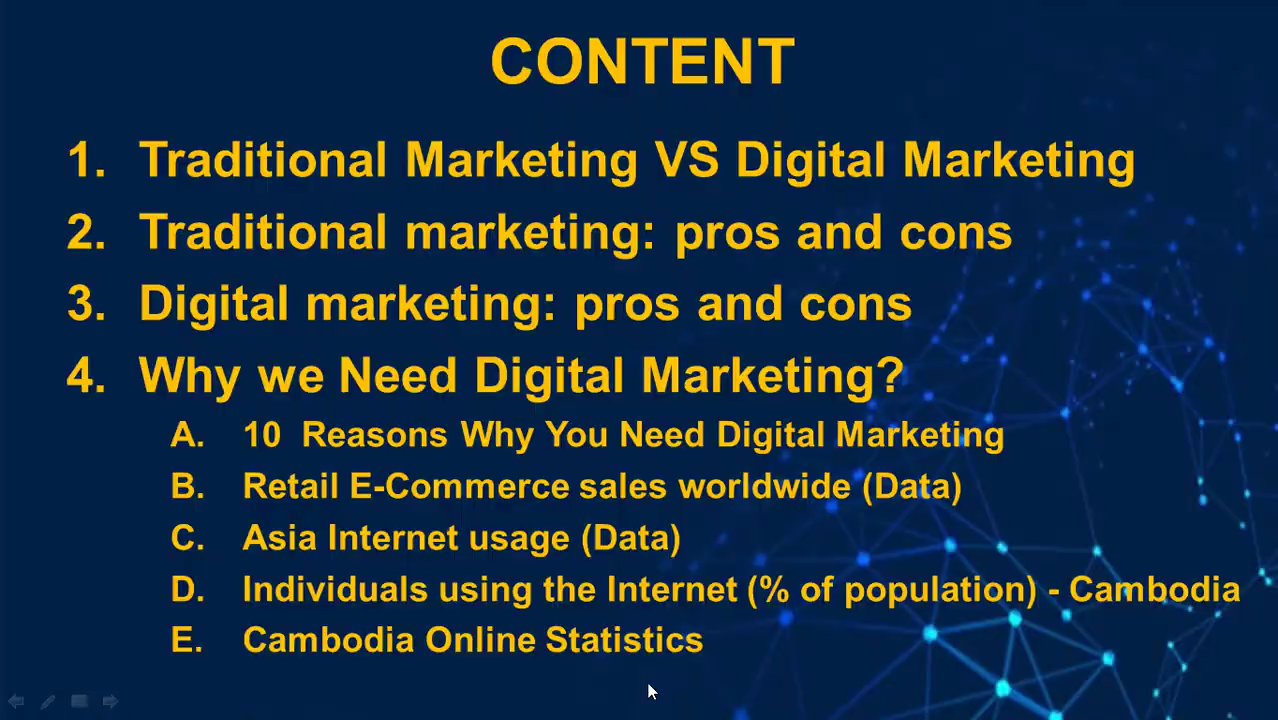 CONTENT
1. Traditional Marketing VS Digital Marketing
2. Traditional marketing: pros and cons
3. Digital marketing: pros and cons
4. Why we Need Digital Marketing?
A. 10  Reasons Why You Need Digital Marketing
B. Retail E-Commerce sales worldwide (Data)
C. Asia Internet usage (Data)
D. Individuals using the Internet (% of population) - Cambodia
E. Cambodia Online Statistics